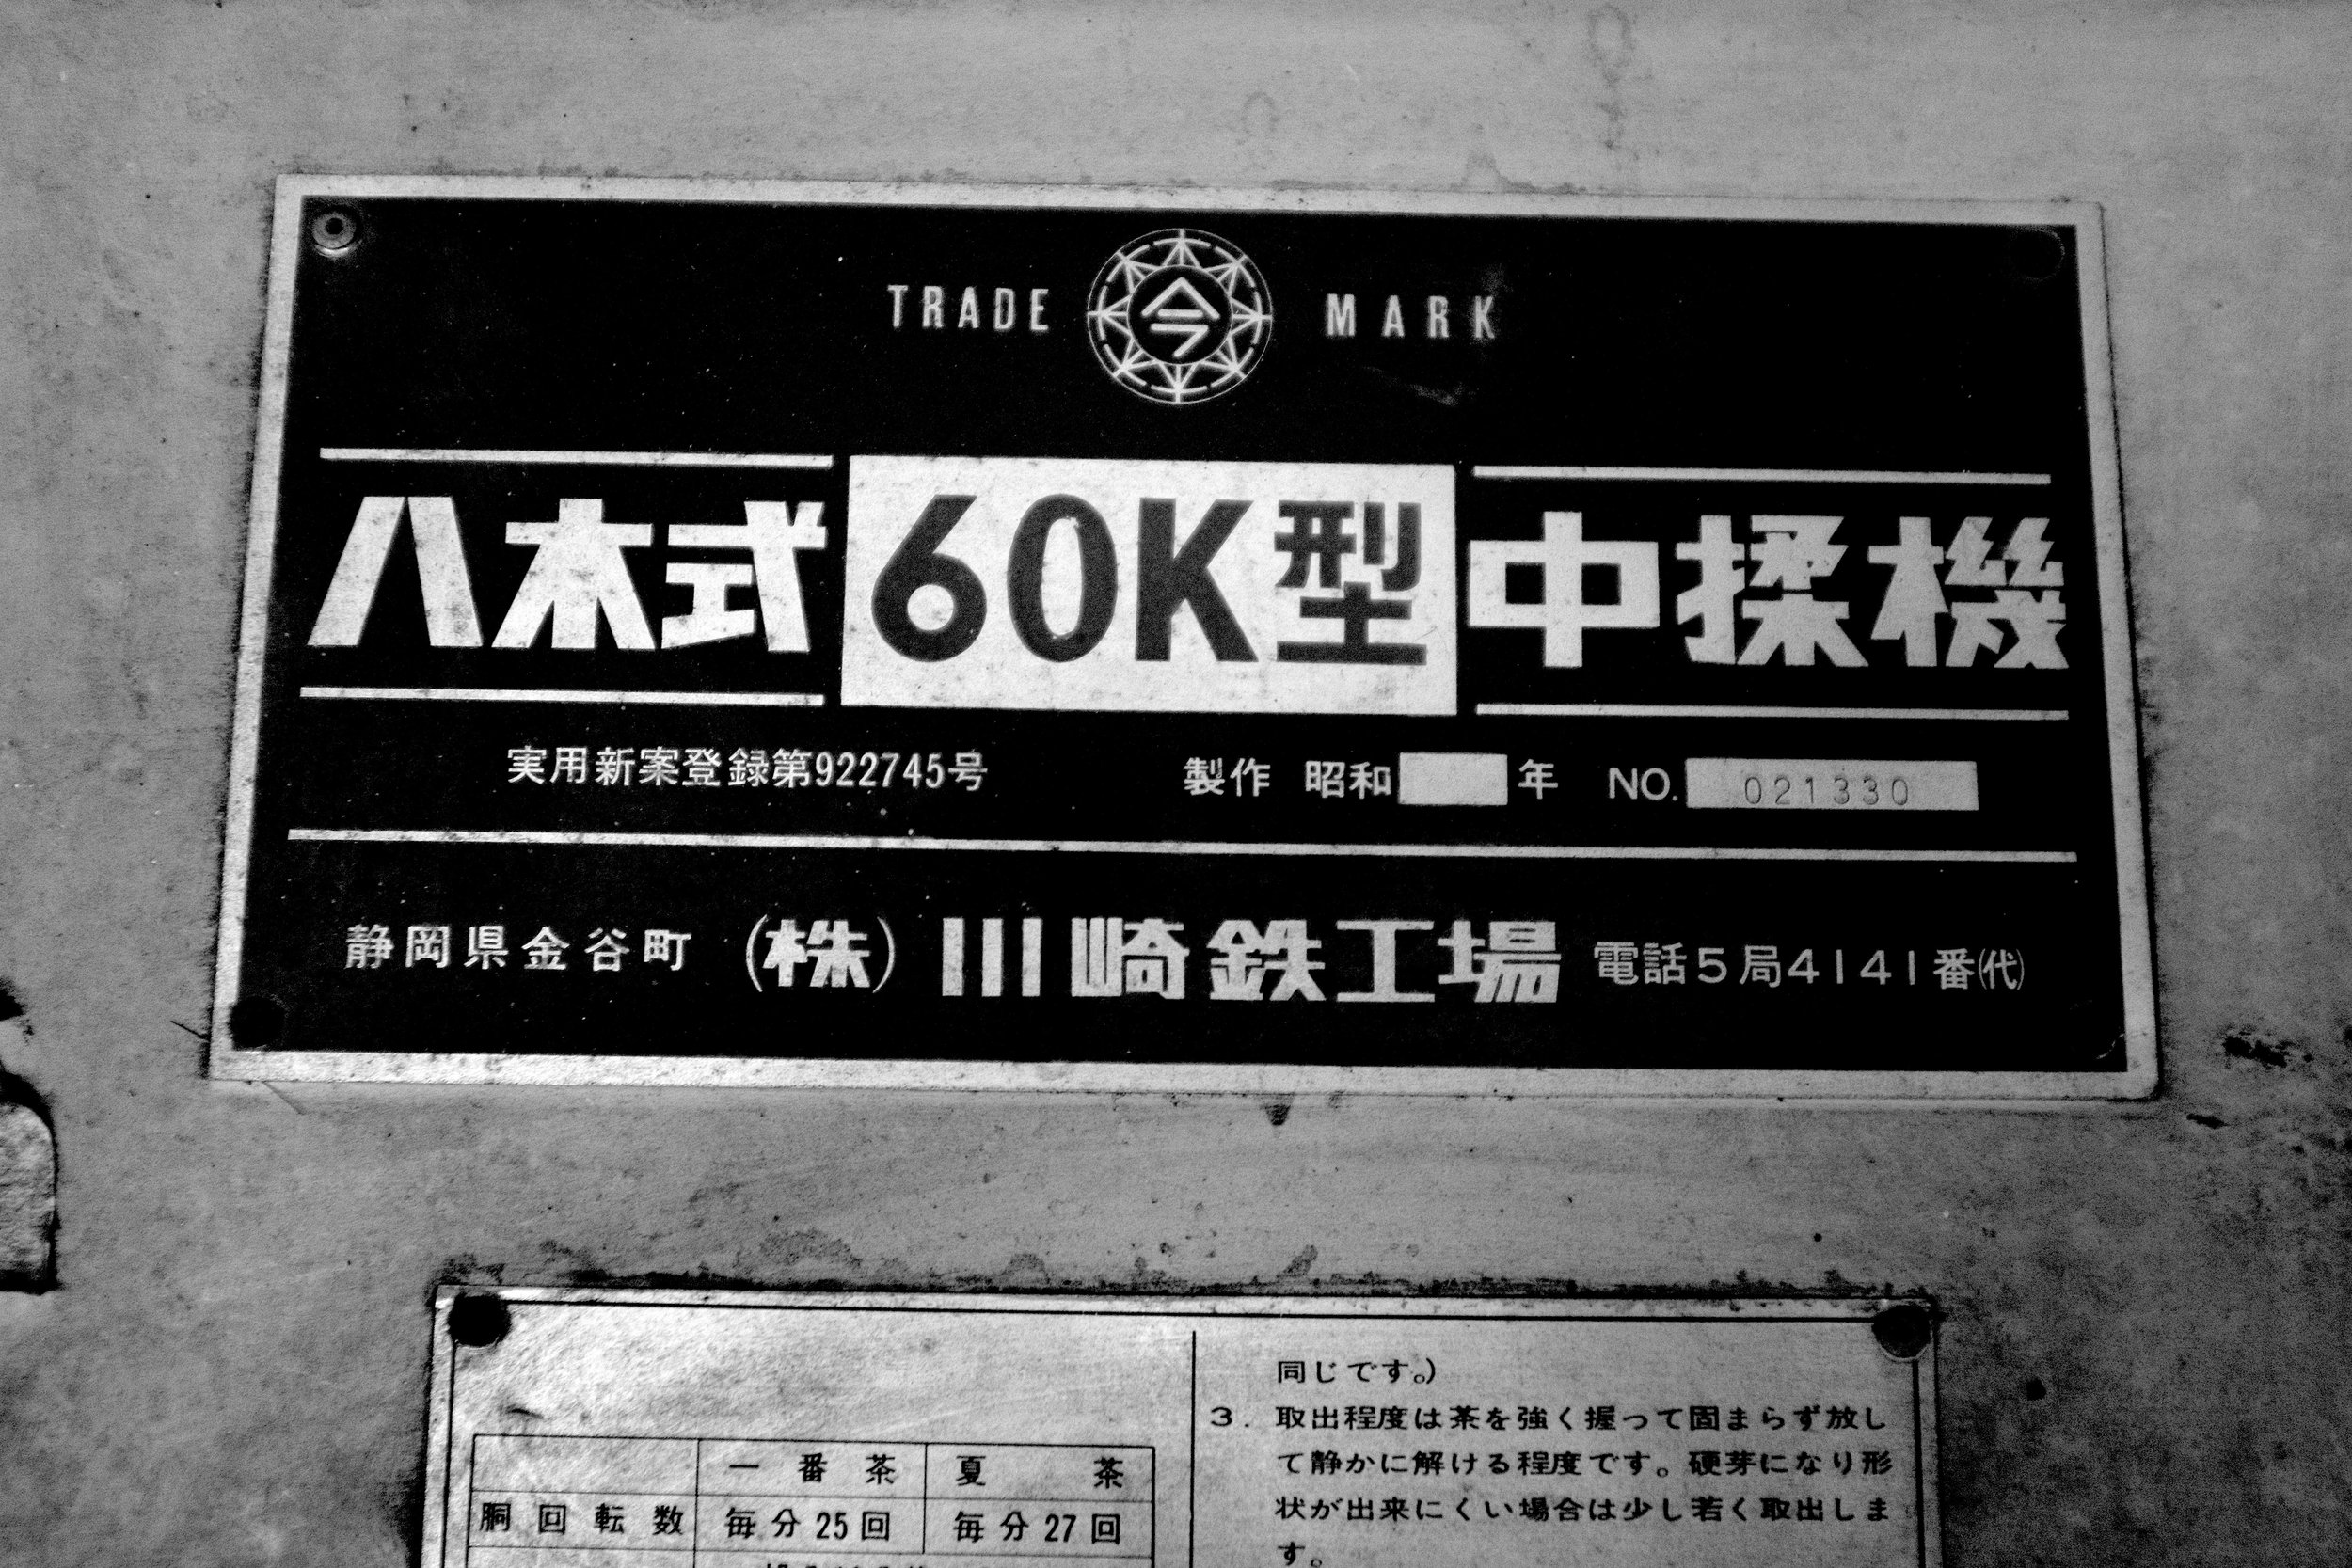 TRADE 今 MARK
八木式 60K型 中揉機
実用新案登録第922745号 製作 昭和 年 NO. 021330
静岡県金谷町 (株)川崎鉄工場 電話5局4141番(代)
一番茶 夏茶
胴回転数 毎分25回 毎分27回
同じです。)
3. 取出程度は茶を強く握って固まらず放し
て静かに解ける程度です。硬芽になり形
状が出来にくい場合は少し若く取出しま
す。